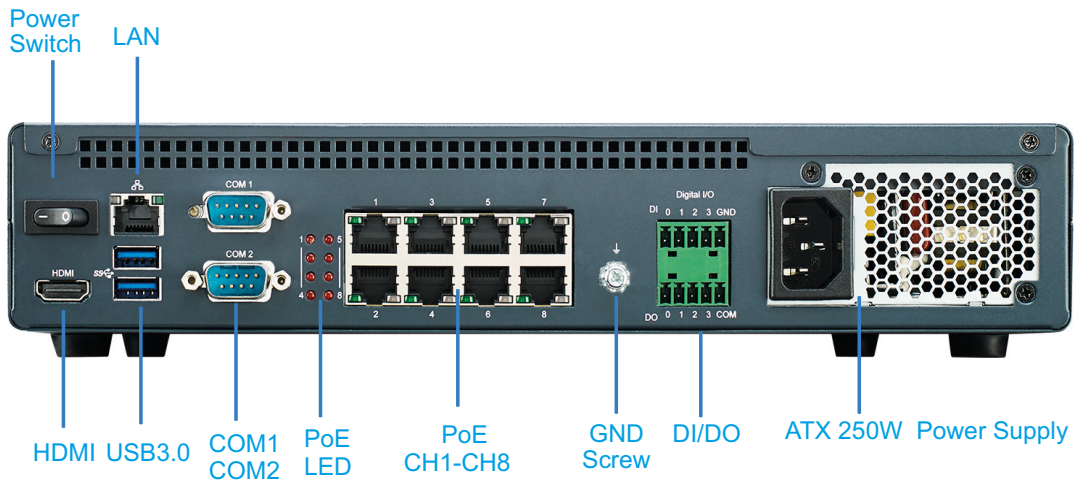 Power
Switch
LAN
COM 1
1 3 5 7
Digital I/O
DI 0 1 2 3 GND
I O
1 5
COM 2
HDMI
SS
4 8
2 4 6 8
DO 0 1 2 3 COM
HDMI
USB3.0
COM1
COM2
PoE
LED
PoE
CH1-CH8
GND
Screw
DI/DO
ATX 250W Power Supply